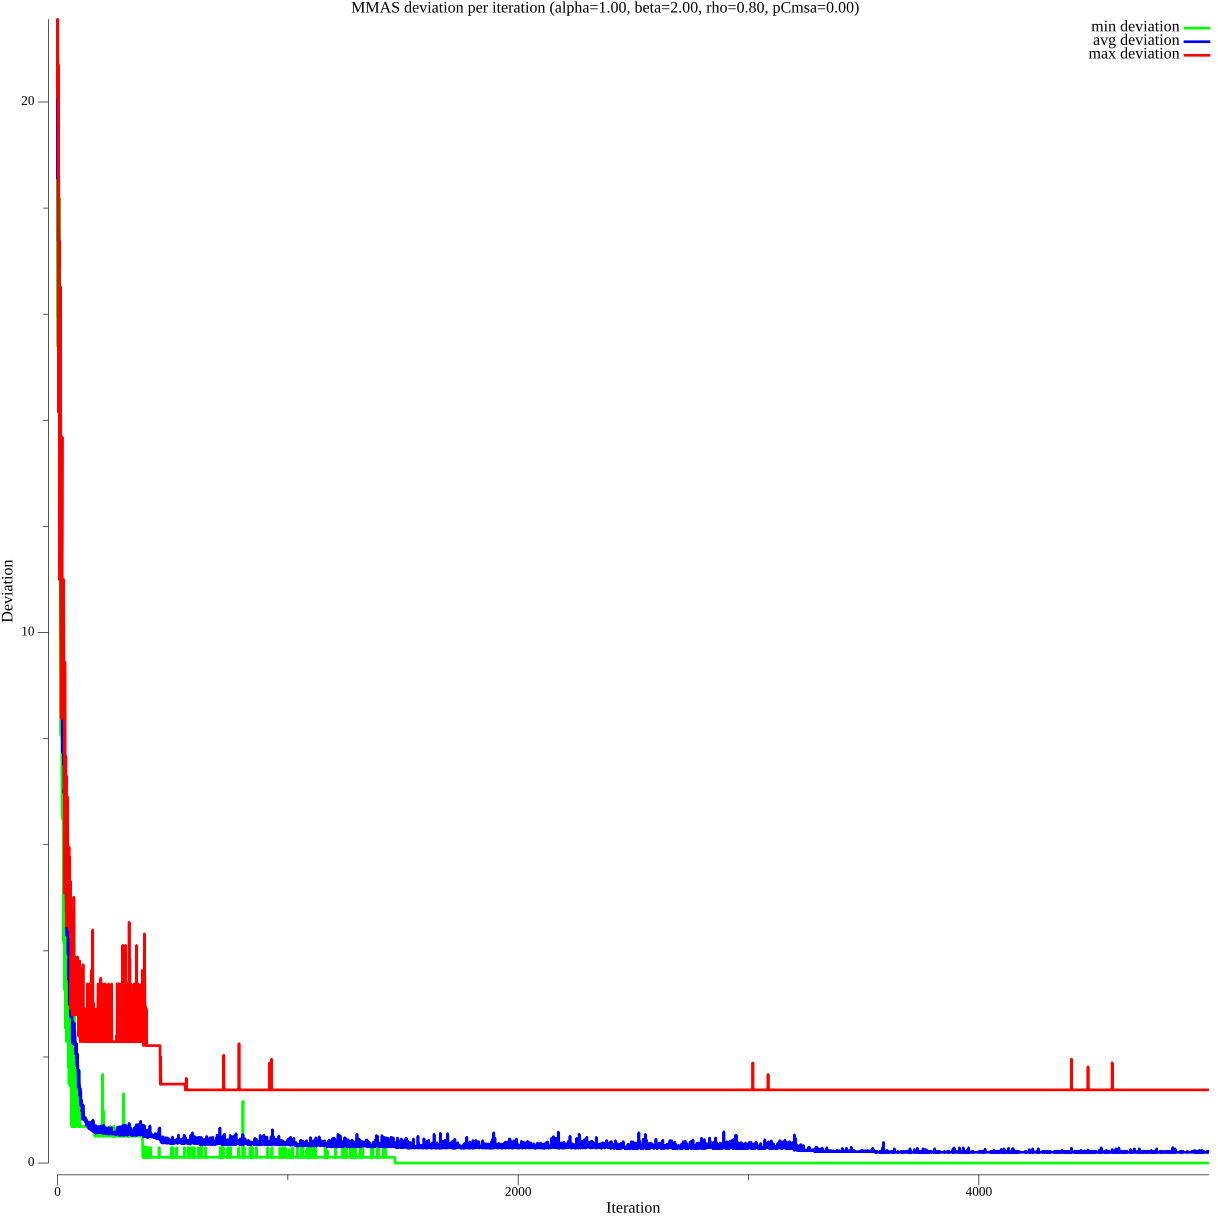 MMAS deviation per iteration (alpha=1.00, beta=2.00, rho=0.80, pCmsa=0.00)
min deviation
avg deviation
max deviation
20
10
0
Deviation
0
2000
4000
Iteration